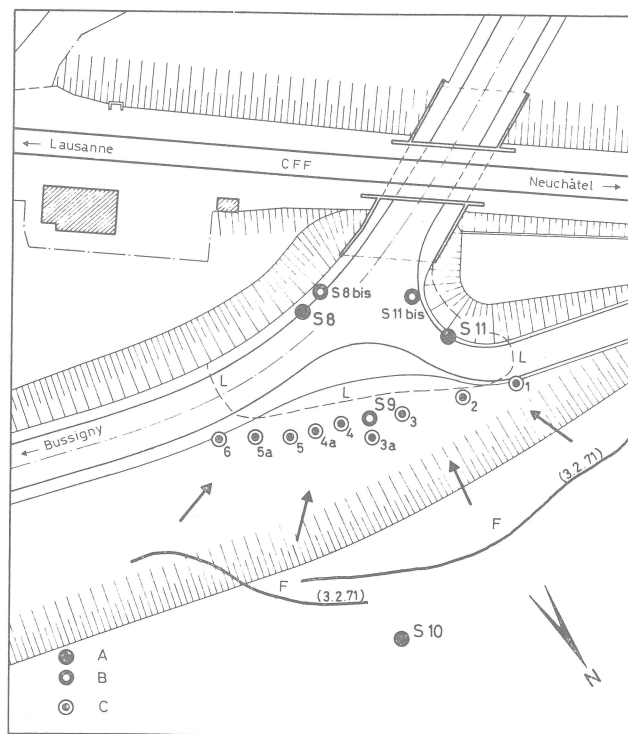 ← Lausanne
CFF
Neuchâtel →
S 8 bis
S 8
S 11 bis
S 11
L
L
L
1
2
S 9
3
4
3a
4a
5
5a
6
← Bussigny
(3.2.71)
F
F
(3.2.71)
S 10
N
A
B
C